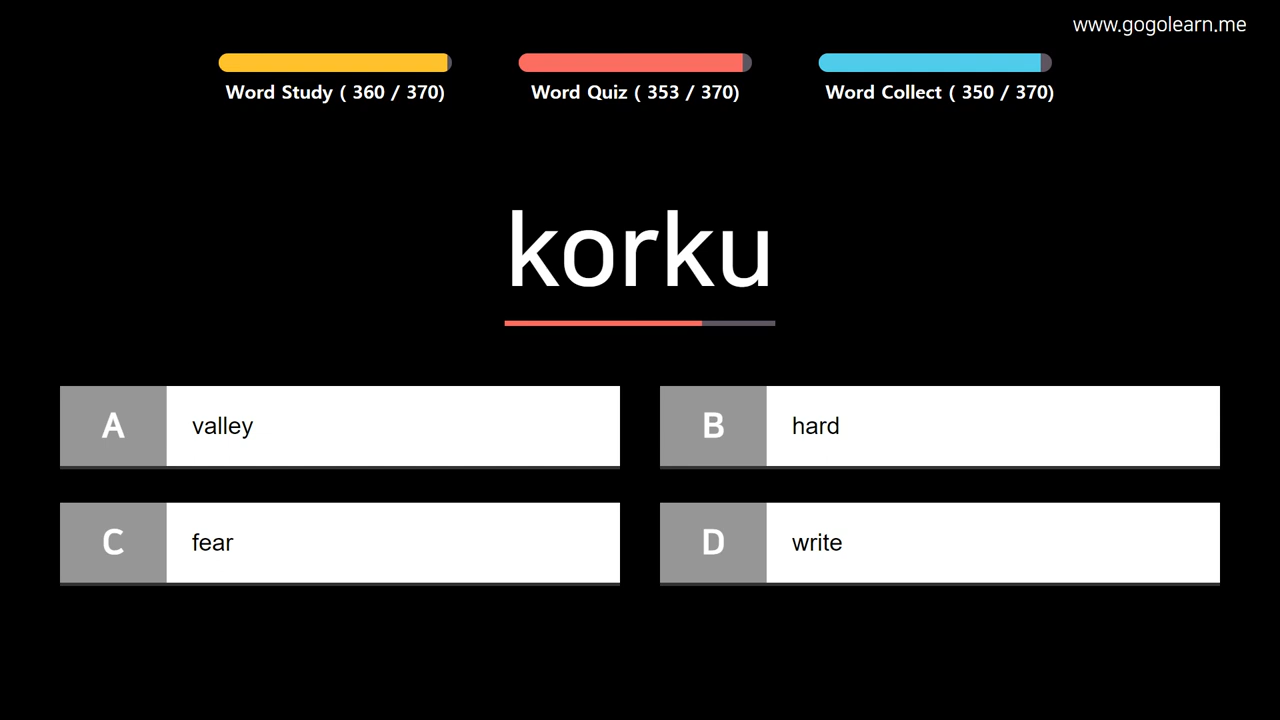 www.gogolearn.me
Word Study ( 360 / 370)
Word Quiz ( 353 / 370)
Word Collect ( 350 / 370)
korku
A valley
B hard
C fear
D write